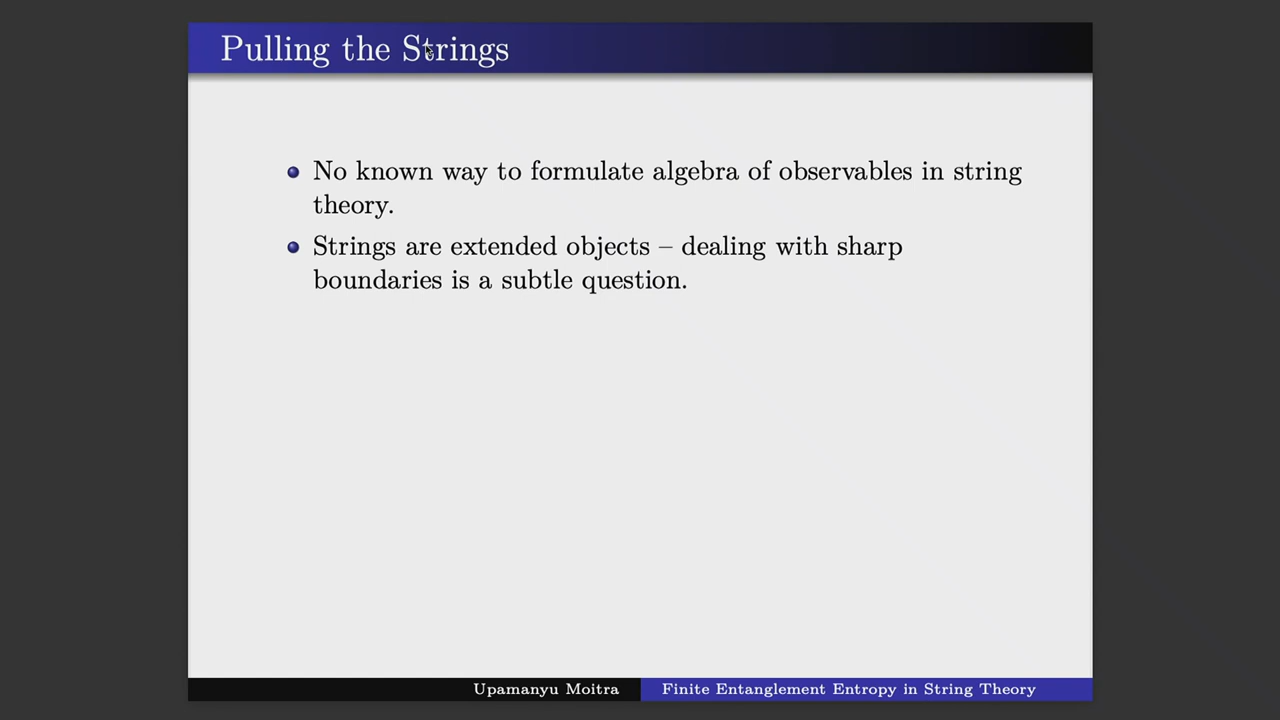 Pulling the Strings
No known way to formulate algebra of observables in string
theory.
Strings are extended objects – dealing with sharp
boundaries is a subtle question.
Upamanyu Moitra
Finite Entanglement Entropy in String Theory